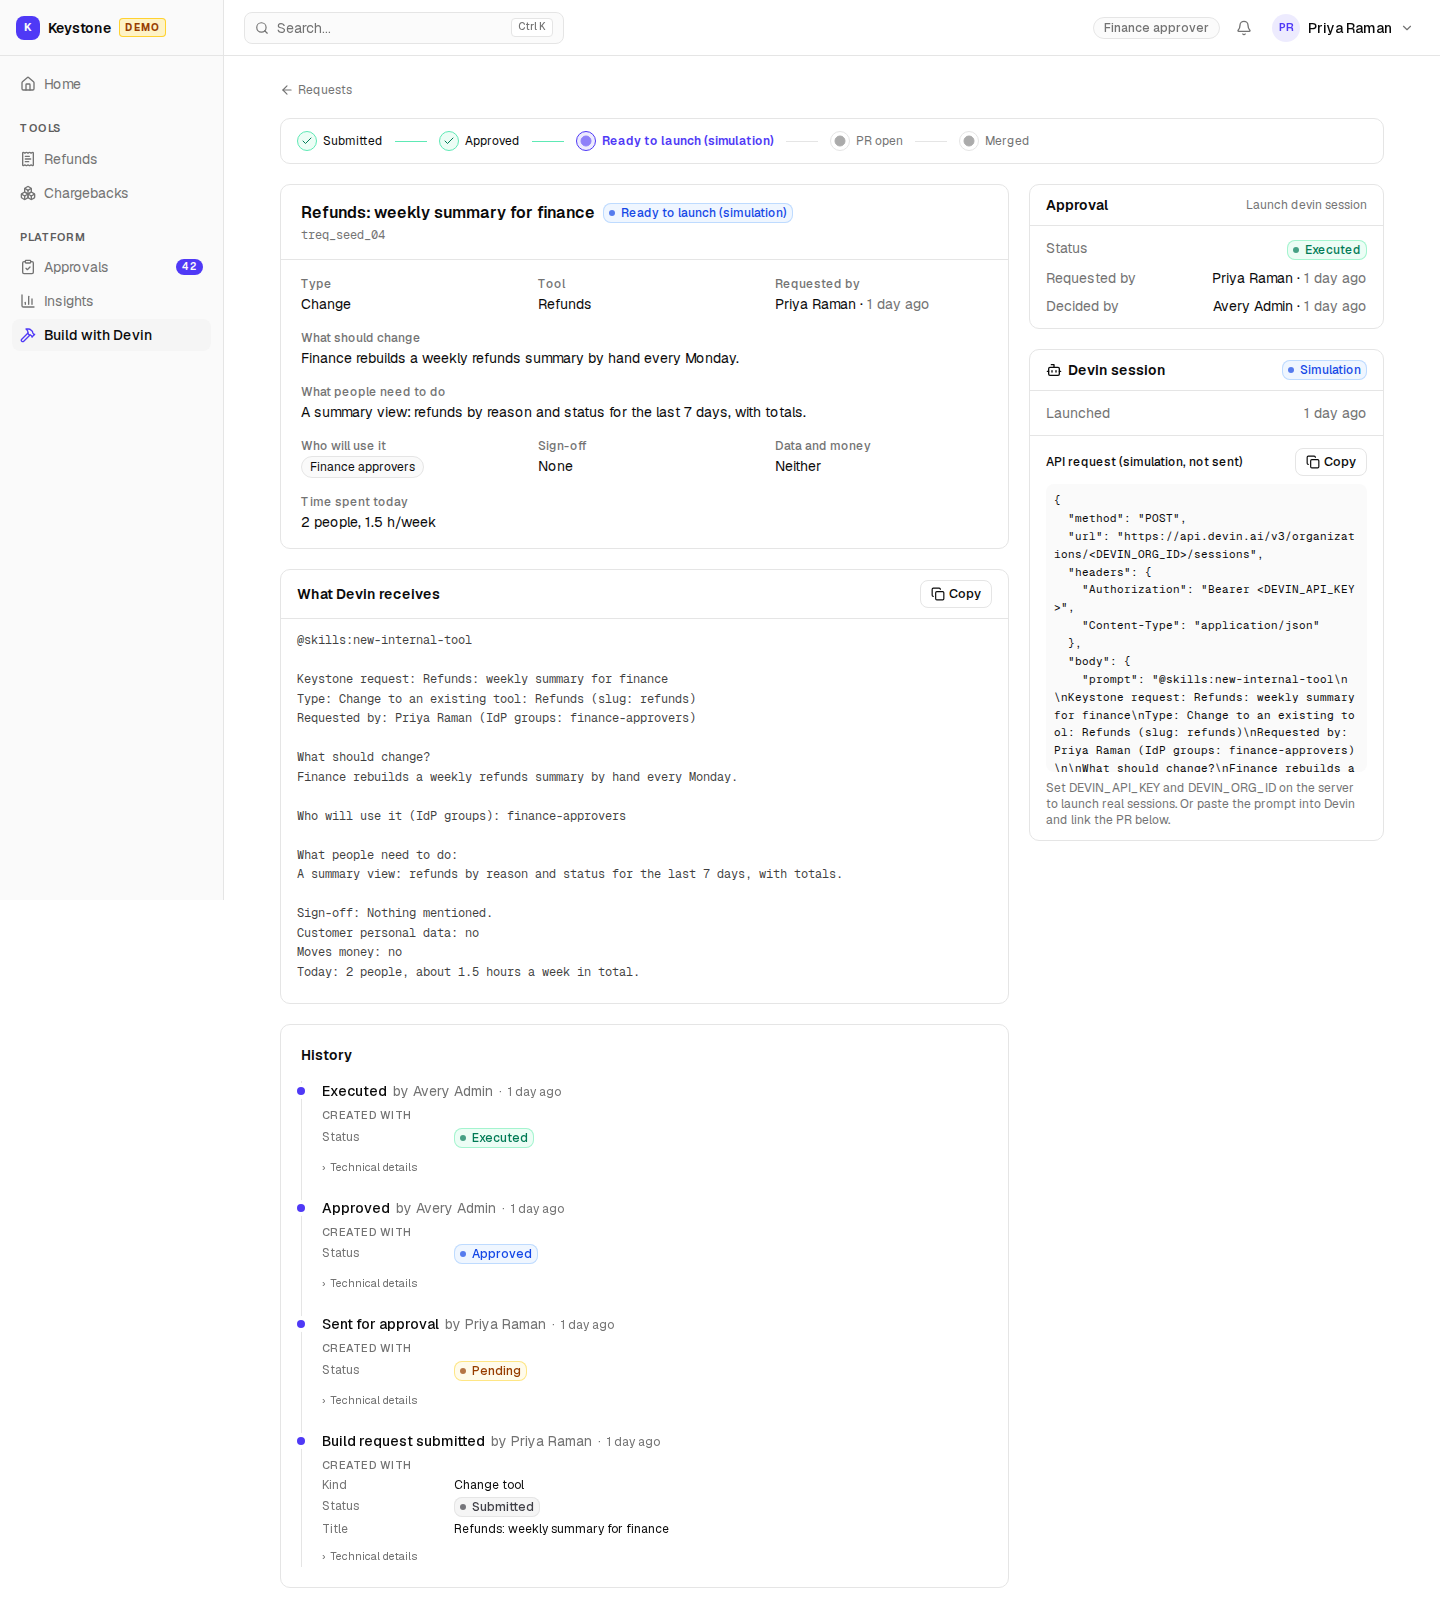 K Keystone DEMO
Search... Ctrl K
Finance approver
PR Priya Raman
Home
TOOLS
Refunds
Chargebacks
PLATFORM
Approvals 42
Insights
Build with Devin
Requests
Submitted Approved Ready to launch (simulation) PR open Merged
Refunds: weekly summary for finance Ready to launch (simulation)
treq_seed_04
Type Tool Requested by
Change Refunds Priya Raman · 1 day ago
What should change
Finance rebuilds a weekly refunds summary by hand every Monday.
What people need to do
A summary view: refunds by reason and status for the last 7 days, with totals.
Who will use it Sign-off Data and money
Finance approvers None Neither
Time spent today
2 people, 1.5 h/week
What Devin receives Copy
@skills:new-internal-tool
Keystone request: Refunds: weekly summary for finance
Type: Change to an existing tool: Refunds (slug: refunds)
Requested by: Priya Raman (IdP groups: finance-approvers)
What should change?
Finance rebuilds a weekly refunds summary by hand every Monday.
Who will use it (IdP groups): finance-approvers
What people need to do:
A summary view: refunds by reason and status for the last 7 days, with totals.
Sign-off: Nothing mentioned.
Customer personal data: no
Moves money: no
Today: 2 people, about 1.5 hours a week in total.
History
Executed by Avery Admin · 1 day ago
CREATED WITH
Status Executed
› Technical details
Approved by Avery Admin · 1 day ago
CREATED WITH
Status Approved
› Technical details
Sent for approval by Priya Raman · 1 day ago
CREATED WITH
Status Pending
› Technical details
Build request submitted by Priya Raman · 1 day ago
CREATED WITH
Kind Change tool
Status Submitted
Title Refunds: weekly summary for finance
› Technical details
Approval Launch devin session
Status Executed
Requested by Priya Raman · 1 day ago
Decided by Avery Admin · 1 day ago
Devin session Simulation
Launched 1 day ago
API request (simulation, not sent) Copy
{
"method": "POST",
"url": "https://api.devin.ai/v3/organizat
ions/<DEVIN_ORG_ID>/sessions",
"headers": {
"Authorization": "Bearer <DEVIN_API_KEY
>",
"Content-Type": "application/json"
},
"body": {
"prompt": "@skills:new-internal-tool\n
\nKeystone request: Refunds: weekly summary
for finance\nType: Change to an existing to
ol: Refunds (slug: refunds)\nRequested by:
Priya Raman (IdP groups: finance-approvers)
\n\nWhat should change?\nFinance rebuilds a
Set DEVIN_API_KEY and DEVIN_ORG_ID on the server
to launch real sessions. Or paste the prompt into Devin
and link the PR below.